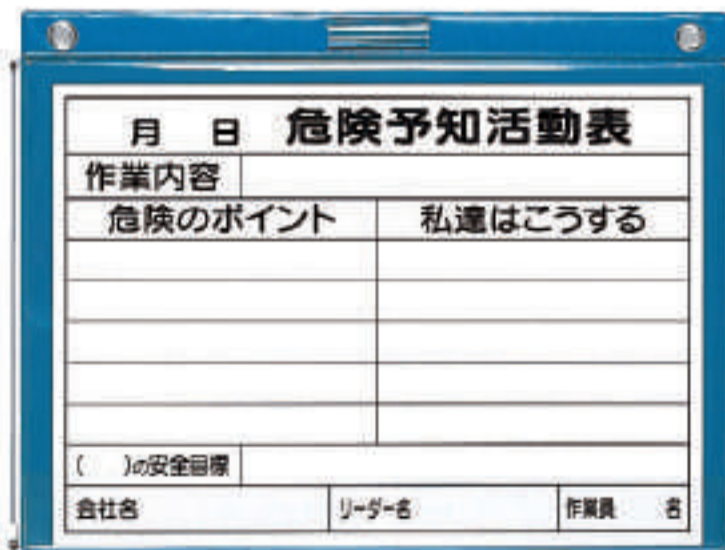 月 日 危険予知活動表
作業内容
危険のポイント 私達はこうする
( )の安全目標
会社名 リーダー名 作業員 名